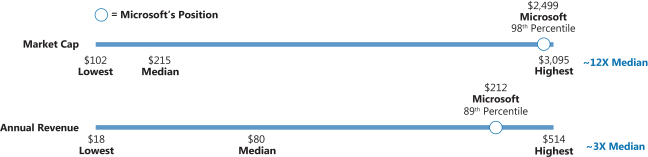 = Microsoft's Position
$2,499
Microsoft
98th Percentile
Market Cap
$102
Lowest
$215
Median
$3,095
Highest
~12X Median
$212
Microsoft
89th Percentile
Annual Revenue
$18
Lowest
$80
Median
$514
Highest
~3X Median